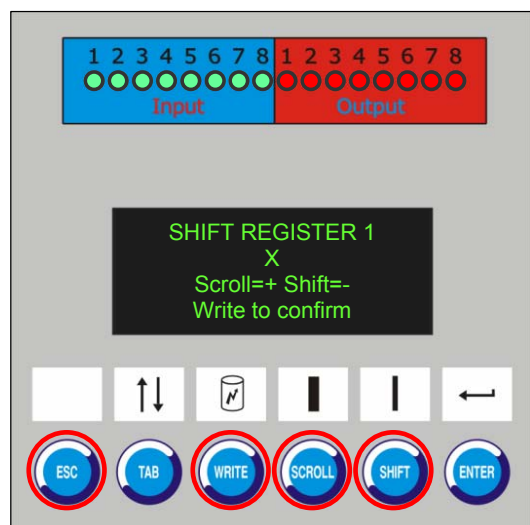 1 2 3 4 5 6 7 8 1 2 3 4 5 6 7 8
Input Output
SHIFT REGISTER 1
X
Scroll=+ Shift=-
Write to confirm
ESC TAB WRITE SCROLL SHIFT ENTER